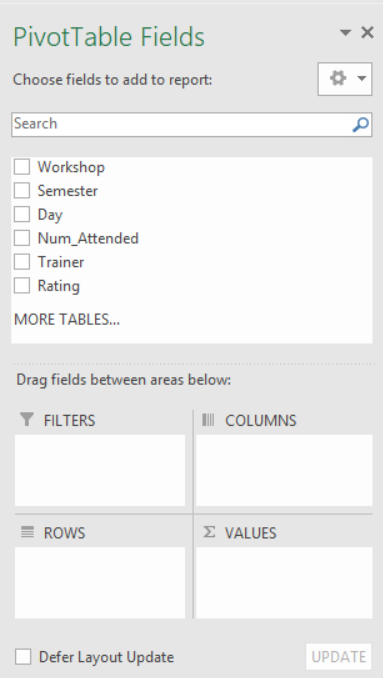 PivotTable Fields
Choose fields to add to report:
Search
Workshop
Semester
Day
Num_Attended
Trainer
Rating
MORE TABLES...
Drag fields between areas below:
FILTERS
COLUMNS
ROWS
VALUES
Defer Layout Update
UPDATE